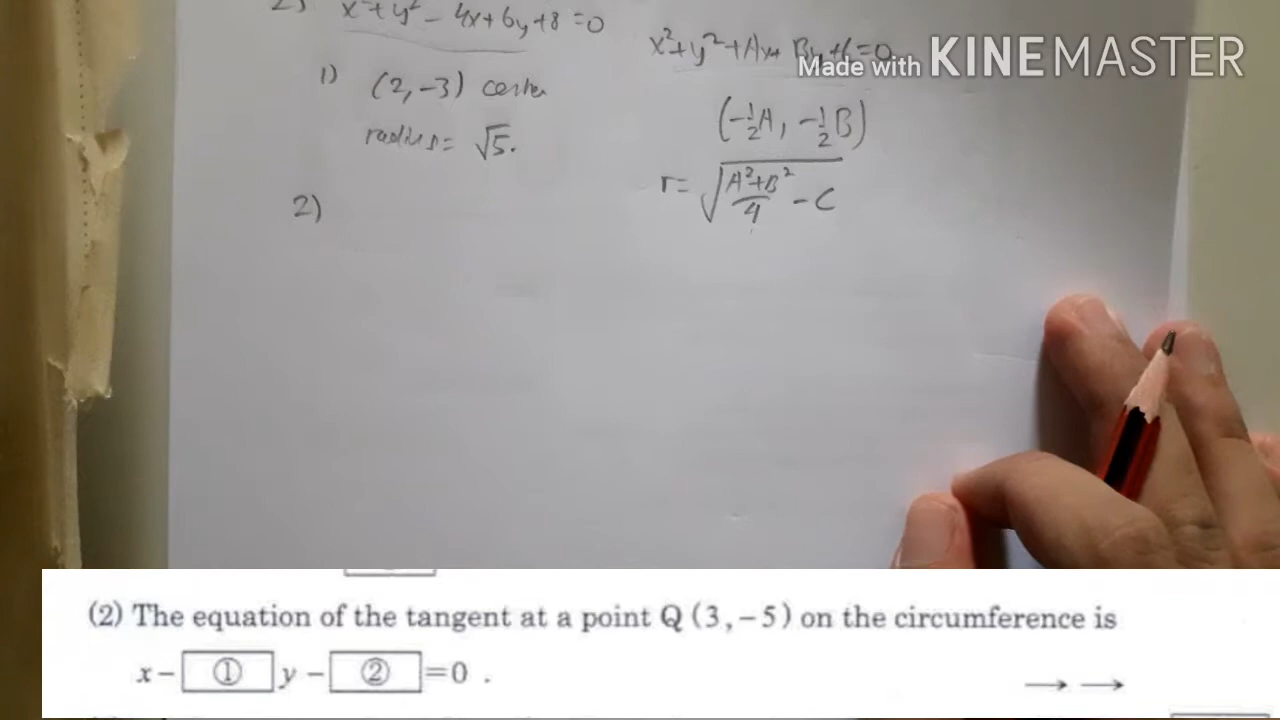 2) x²+y²-4x+6y+8=0
x²+y²+Ax+By+C=0
Made with KINEMASTER
1) (2,-3) center
(-½A, -½B)
radius= √5.
r= √((A²+B²)/4 - C)
2)
(2) The equation of the tangent at a point Q (3, -5) on the circumference is
x- ① y- ② =0 .
→ →